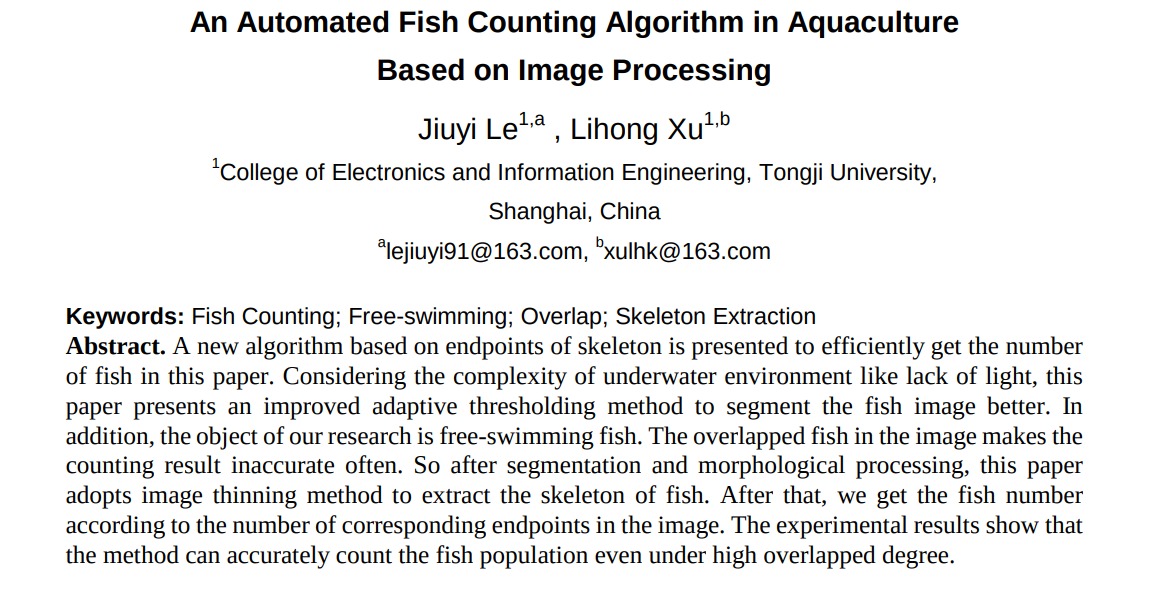 An Automated Fish Counting Algorithm in Aquaculture
Based on Image Processing
Jiuyi Le1,a , Lihong Xu1,b
1College of Electronics and Information Engineering, Tongji University,
Shanghai, China
alejiuyi91@163.com, bxulhk@163.com
Keywords: Fish Counting; Free-swimming; Overlap; Skeleton Extraction
Abstract. A new algorithm based on endpoints of skeleton is presented to efficiently get the number
of fish in this paper. Considering the complexity of underwater environment like lack of light, this
paper presents an improved adaptive thresholding method to segment the fish image better. In
addition, the object of our research is free-swimming fish. The overlapped fish in the image makes the
counting result inaccurate often. So after segmentation and morphological processing, this paper
adopts image thinning method to extract the skeleton of fish. After that, we get the fish number
according to the number of corresponding endpoints in the image. The experimental results show that
the method can accurately count the fish population even under high overlapped degree.